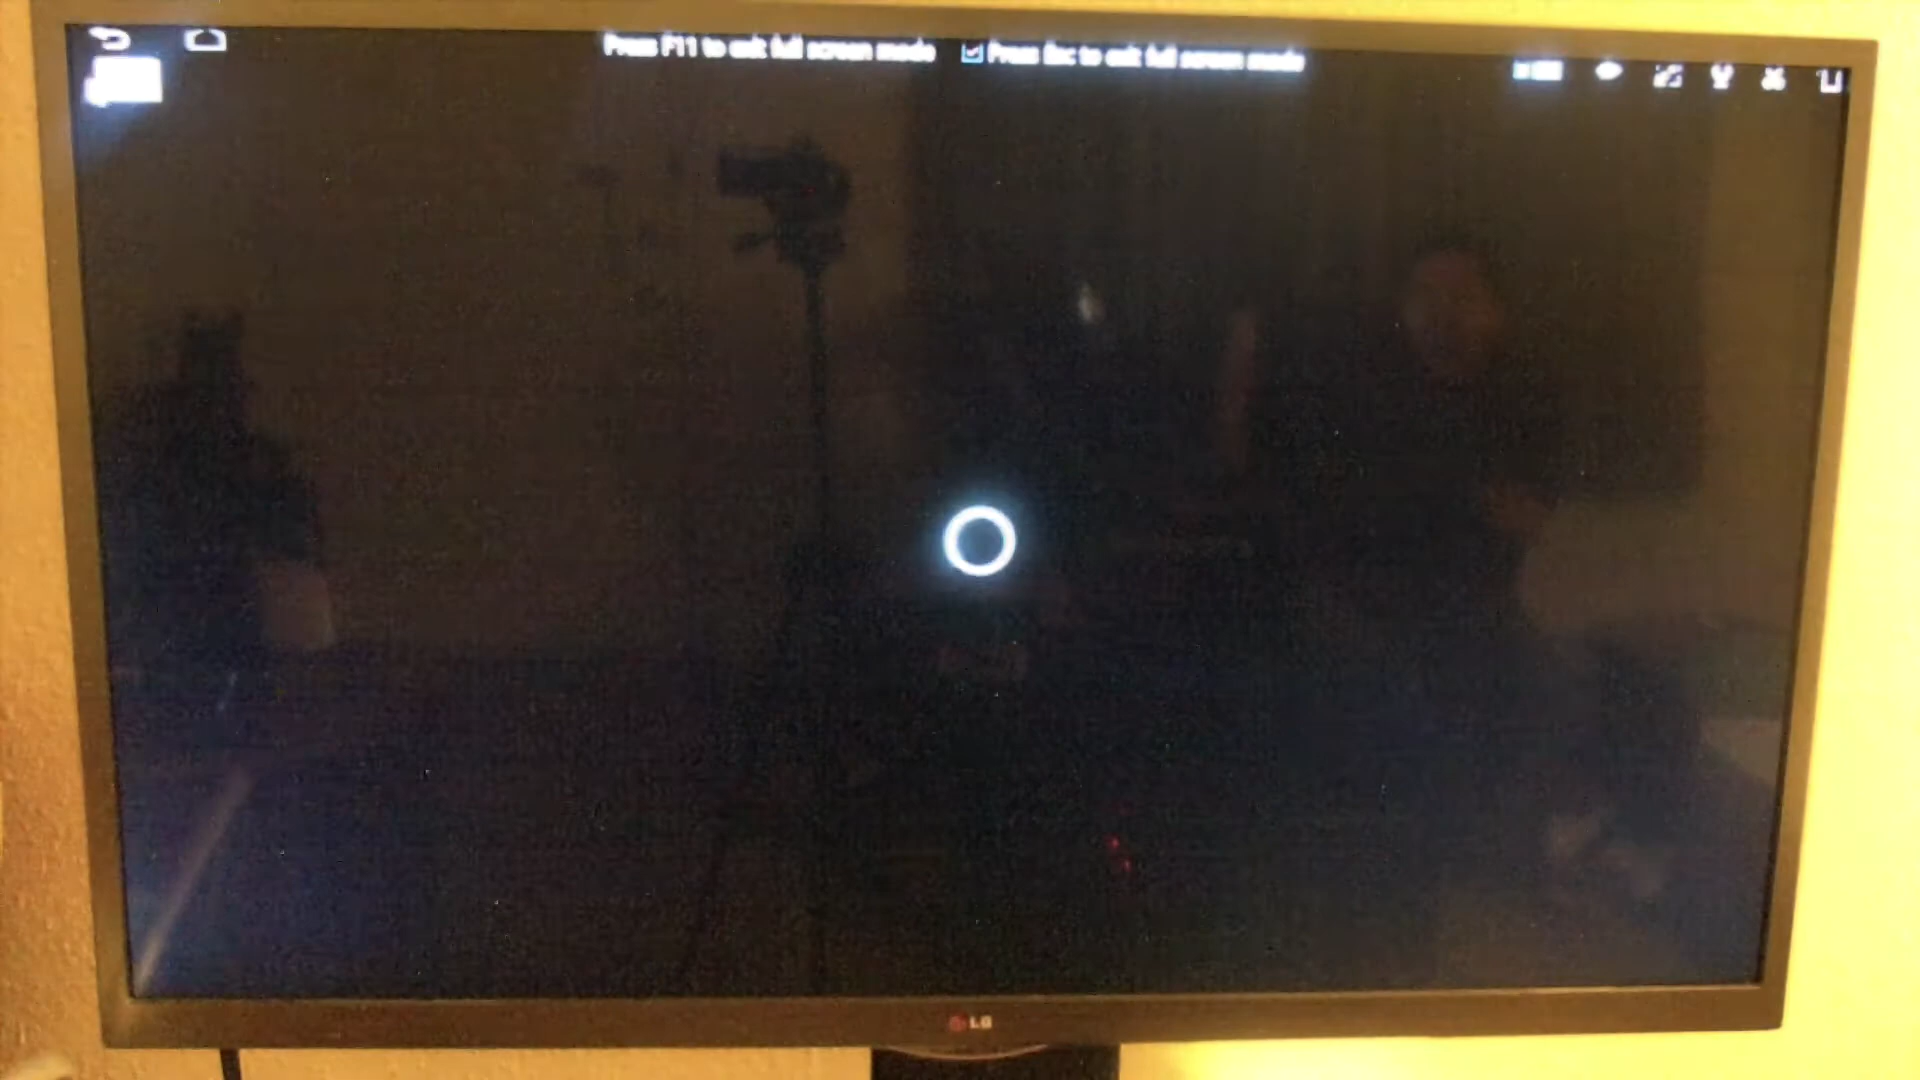 Press F11 to exit full screen mode
Press Esc to exit full screen mode
LG